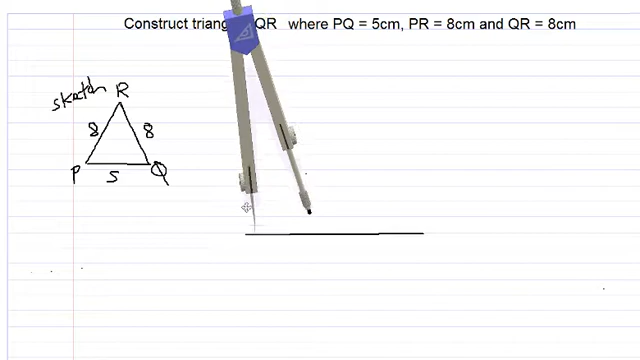 Construct triang QR where PQ = 5cm, PR = 8cm and QR = 8cm
sketch R
8 8
P 5 Q